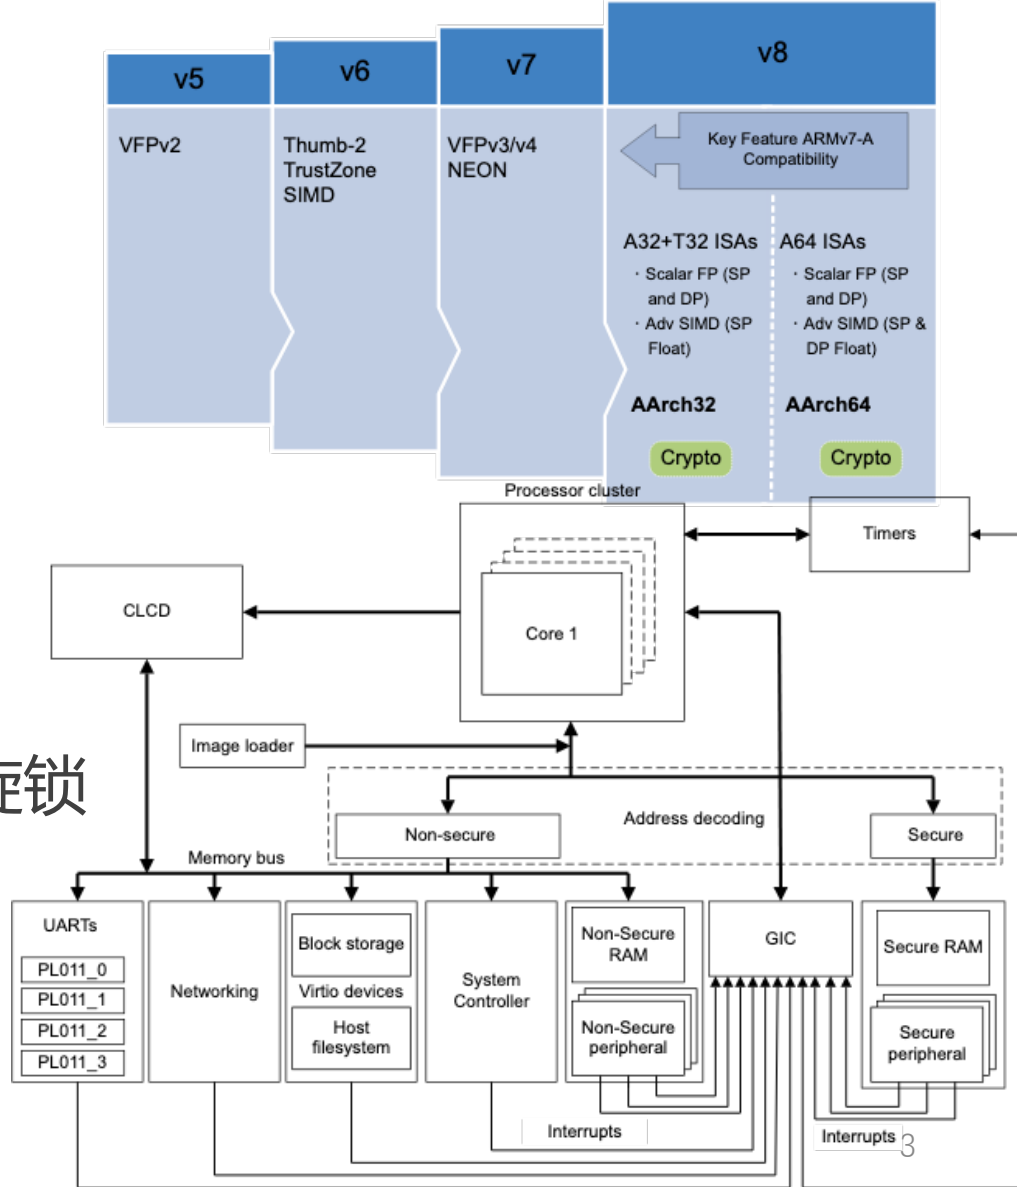 v5
v6
v7
v8
VFPv2
Thumb-2
TrustZone
SIMD
VFPv3/v4
NEON
Key Feature ARMv7-A
Compatibility
A32+T32 ISAs
· Scalar FP (SP
and DP)
· Adv SIMD (SP
Float)
AArch32
Crypto
A64 ISAs
· Scalar FP (SP
and DP)
· Adv SIMD (SP &
DP Float)
AArch64
Crypto
Processor cluster
Timers
CLCD
Core 1
Image loader
旋锁
Address decoding
Non-secure
Secure
Memory bus
UARTs
PL011_0
PL011_1
PL011_2
PL011_3
Networking
Block storage
Virtio devices
Host
filesystem
System
Controller
Non-Secure
RAM
Non-Secure
peripheral
GIC
Secure RAM
Secure
peripheral
Interrupts
Interrupts
3